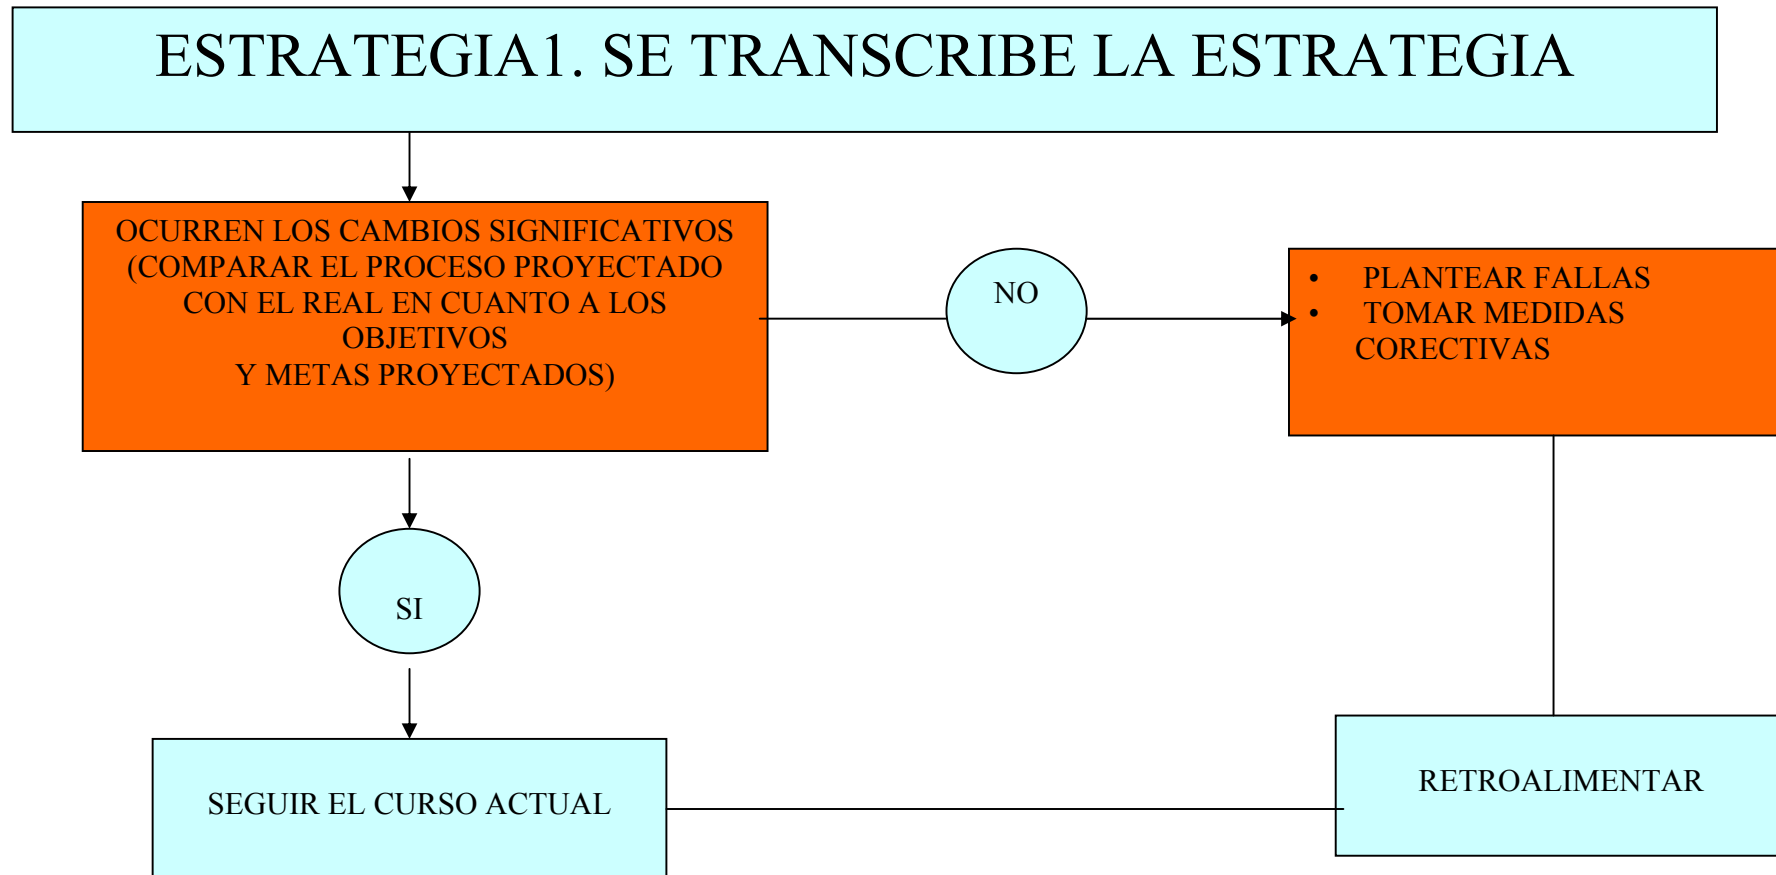 ESTRATEGIA1. SE TRANSCRIBE LA ESTRATEGIA
OCURREN LOS CAMBIOS SIGNIFICATIVOS
(COMPARAR EL PROCESO PROYECTADO
CON EL REAL EN CUANTO A LOS
OBJETIVOS
Y METAS PROYECTADOS)
NO
• PLANTEAR FALLAS
• TOMAR MEDIDAS
CORECTIVAS
SI
SEGUIR EL CURSO ACTUAL
RETROALIMENTAR